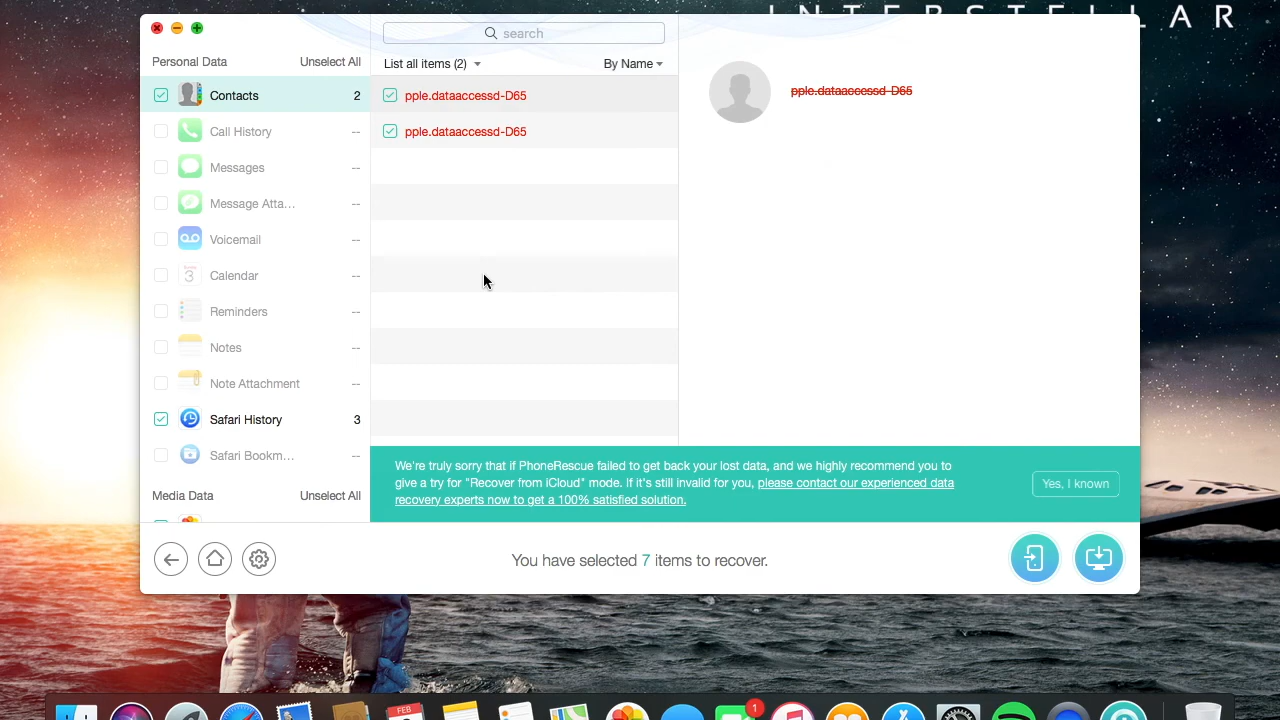 INTERSTELLAR
search
Personal Data
Unselect All
List all items (2)
By Name
Contacts
2
pple.dataaccessd-D65
pple.dataaccessd-D65
pple.dataaccessd-D65
Call History
--
Messages
--
Message Atta...
--
Voicemail
--
3
Calendar
--
Reminders
--
Notes
--
Note Attachment
--
Safari History
3
Safari Bookm...
--
We're truly sorry that if PhoneRescue failed to get back your lost data, and we highly recommend you to
give a try for "Recover from iCloud" mode. If it's still invalid for you, please contact our experienced data
recovery experts now to get a 100% satisfied solution.
Yes, I known
Media Data
Unselect All
You have selected 7 items to recover.
FEB
1